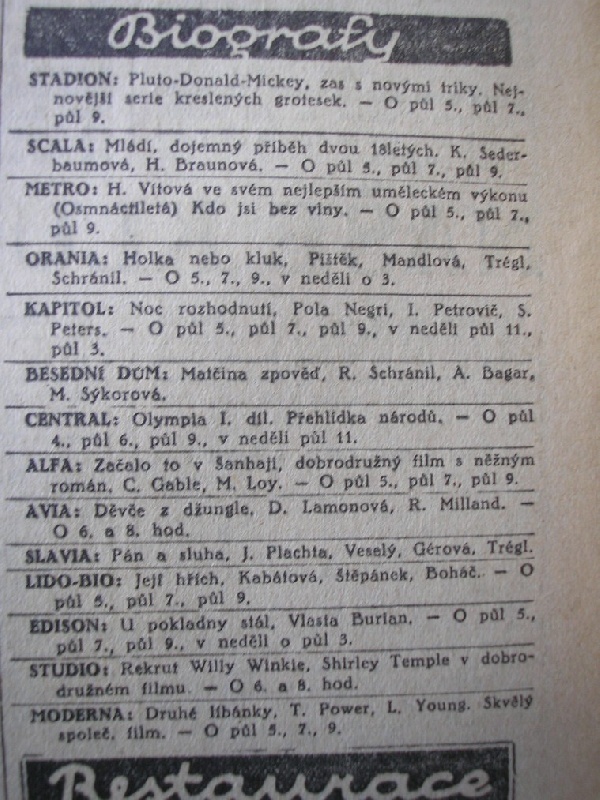 Biografy
STADION: Pluto-Donald-Mickey, zas s novými triky. Nej-
novější serie kreslených grotesek. — O půl 5., půl 7.,
půl 9.
SCALA: Mládí, dojemný příběh dvou 18letých. K. Seder-
baumová, H. Braunová. — O půl 5., půl 7., půl 9.
METRO: H. Vítová ve svém nejlepším uměleckém výkonu
(Osmnáctiletá) Kdo jsi bez viny. — O půl 5., půl 7.,
půl 9.
ORANIA: Holka nebo kluk, Pištěk, Mandlová, Trégl,
Schránil. — O 5., 7., 9., v neděli o 3.
KAPITOL: Noc rozhodnutí, Pola Negri, I. Petrovič, S.
Peters. — O půl 5., půl 7., půl 9., v neděli půl 11.,
půl 3.
BESEDNÍ DŮM: Matčina zpověď, R. Schránil, A. Bagar,
M. Sýkorová.
CENTRAL: Olympia I. díl. Přehlídka národů. — O půl
4., půl 6., půl 9., v neděli půl 11.
ALFA: Začalo to v Šanhaji, dobrodružný film s něžným
román. C. Gable, M. Loy. — O půl 5., půl 7., půl 9.
AVIA: Děvče z džungle, D. Lamonová, R. Milland. —
O 6. a 8. hod.
SLAVIA: Pán a sluha, J. Plachta, Veselý, Gérová, Trégl.
LIDO-BIO: Její hřích, Kabátová, Štěpánek, Boháč. — O
půl 5., půl 7., půl 9.
EDISON: U pokladny stál, Vlasta Burian. — O půl 5.,
půl 7., půl 9., v neděli o půl 3.
STUDIO: Rekrut Willy Winkie, Shirley Temple v dobro-
družném filmu. — O 6. a 8. hod.
MODERNA: Druhé líbánky, T. Power, L. Young. Skvělý
společ. film. — O půl 5., 7., 9.
Restaurace